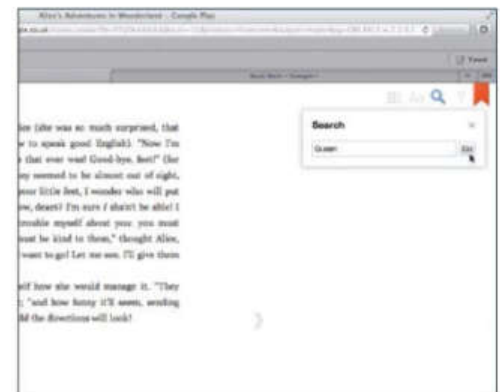 Alice's Adventures in Wonderland - Google Play
Search
Queen
Go
ice (she was so much surprised, that
w to speak good English). "Now I'm
that ever was! Good-bye, feet!" (for
ey seemed to be almost out of sight,
poor little feet, I wonder who will put
ow, dears? I'm sure I shan't be able! I
trouble myself about you: you must
must be kind to them," thought Alice,
want to go! Let me see. I'll give them
elf how she would manage it. "They
; "and how funny it'll seem, sending
dd the directions will look!